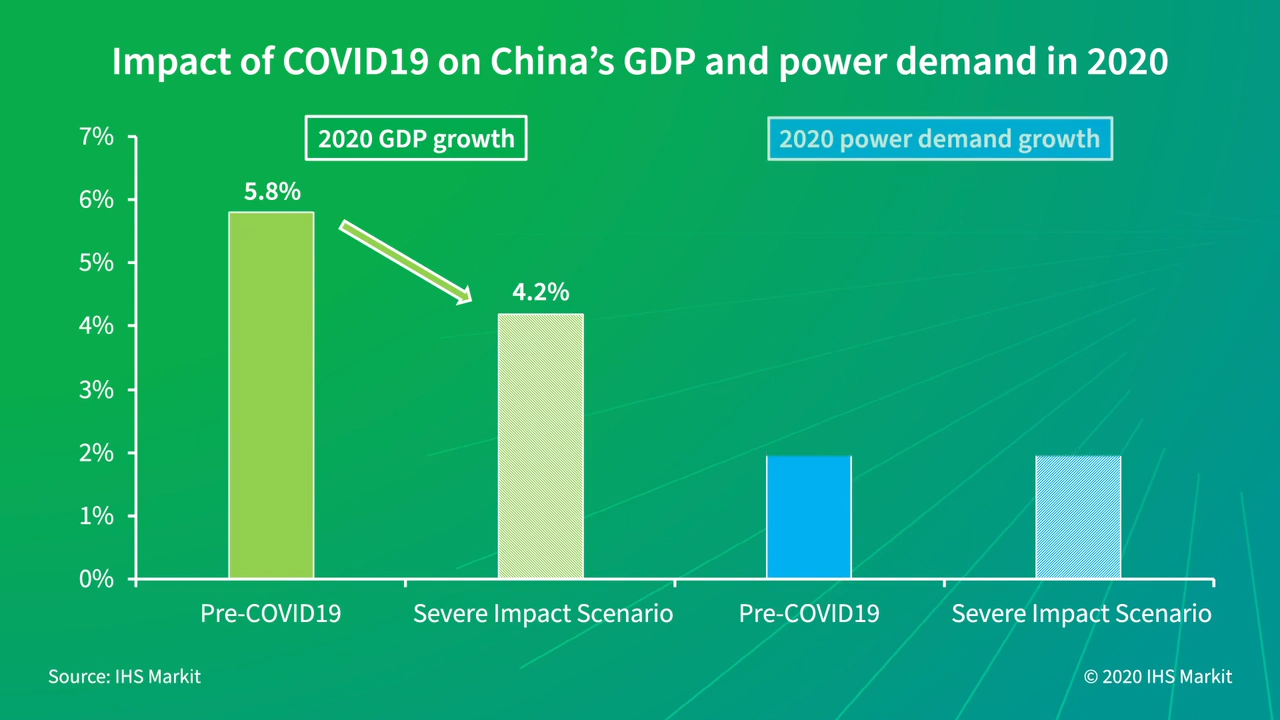 Impact of COVID19 on China’s GDP and power demand in 2020
2020 GDP growth
2020 power demand growth
7%
6%
5%
4%
3%
2%
1%
0%
5.8%
4.2%
Pre-COVID19
Severe Impact Scenario
Pre-COVID19
Severe Impact Scenario
Source: IHS Markit
© 2020 IHS Markit